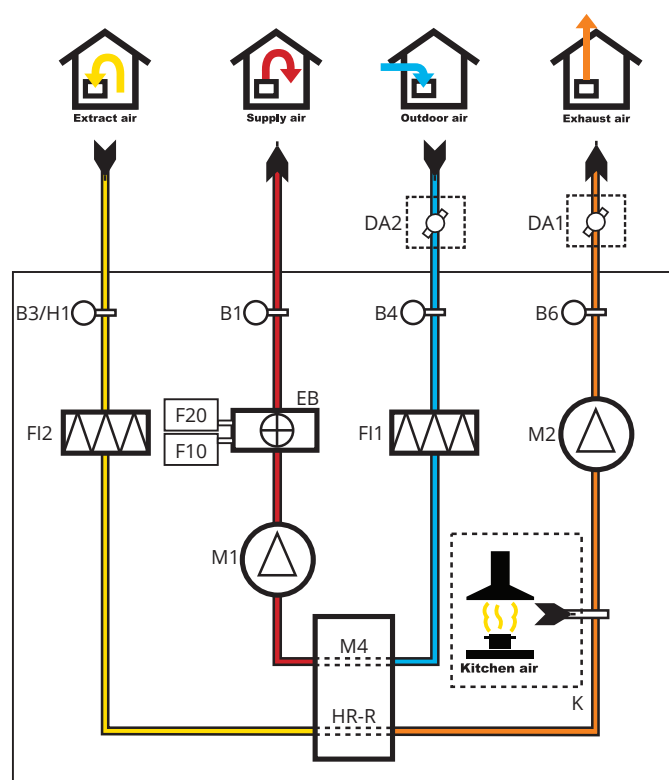 Extract air
Supply air
Outdoor air
Exhaust air
DA2
DA1
B3/H1
B1
B4
B6
EB
F20
F10
FI2
FI1
M2
M1
M4
Kitchen air
K
HR-R